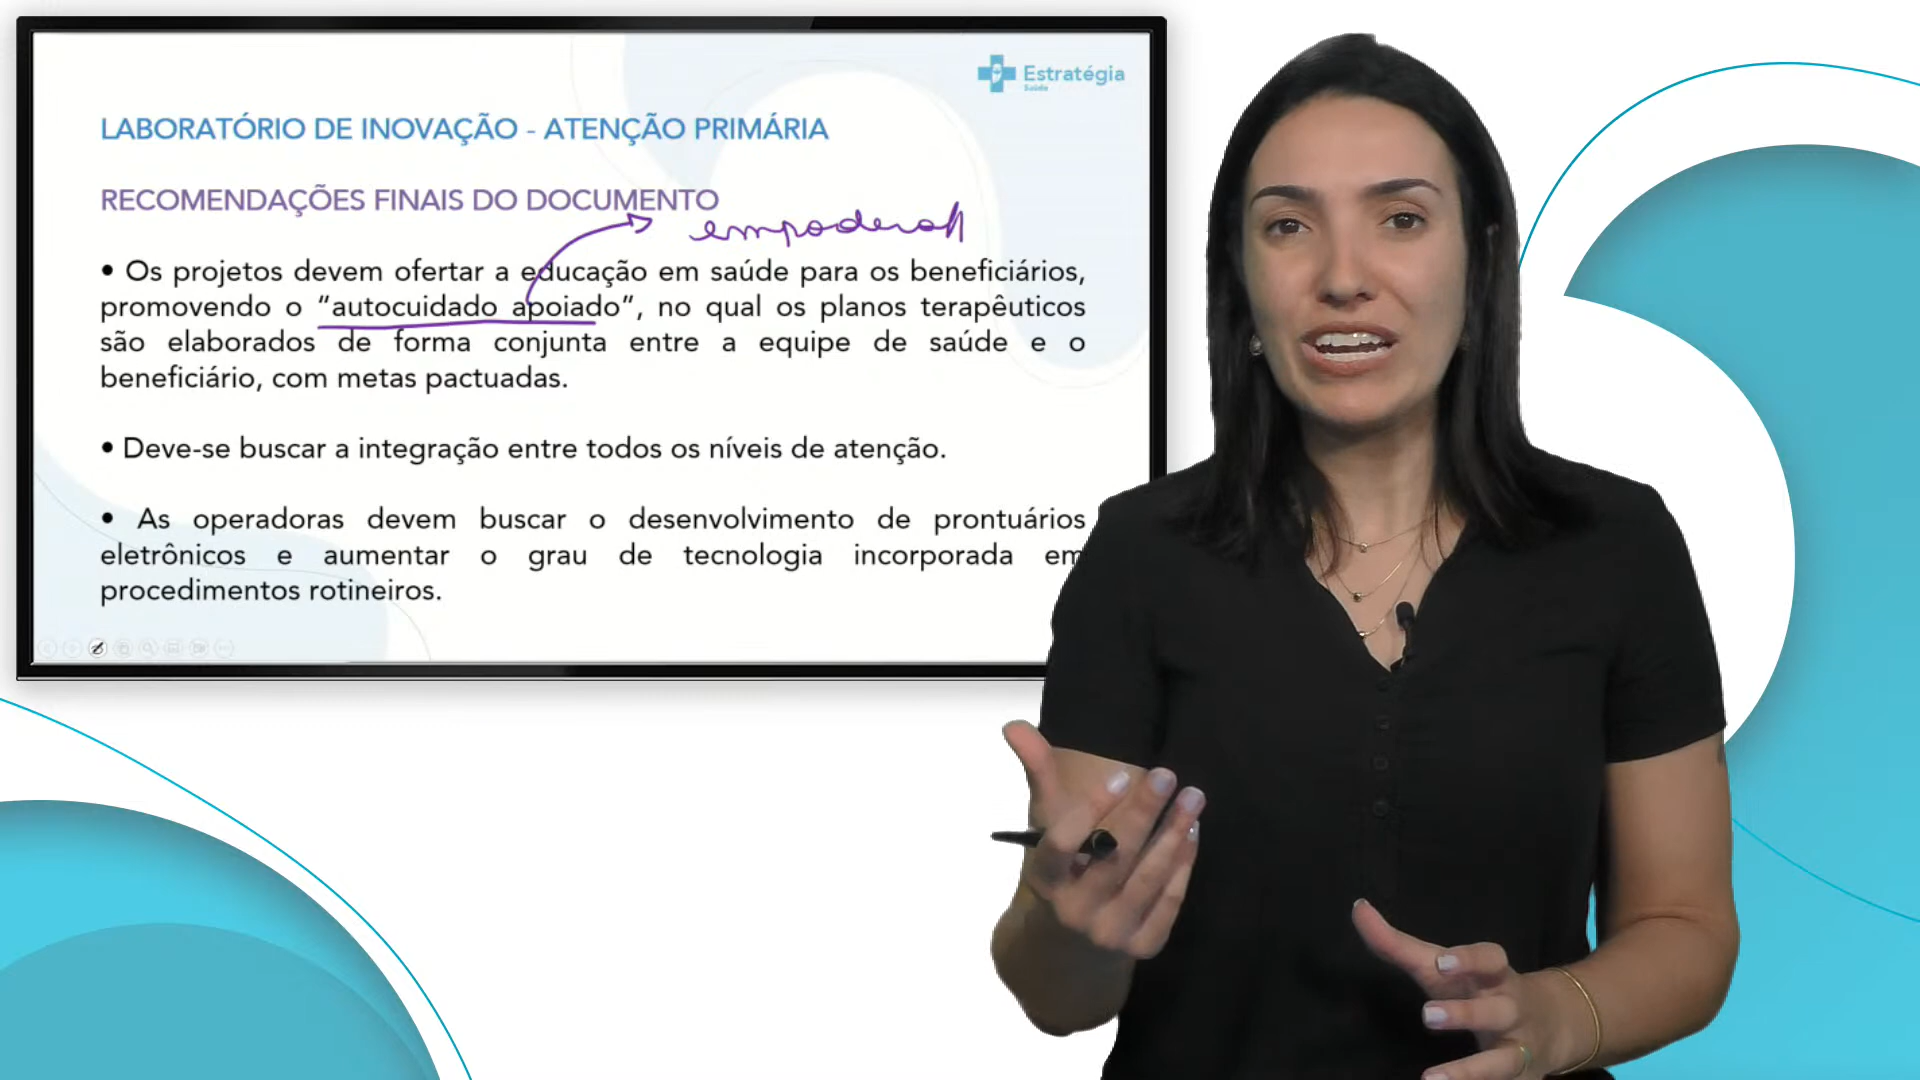 Estratégia
Saúde
LABORATÓRIO DE INOVAÇÃO - ATENÇÃO PRIMÁRIA
RECOMENDAÇÕES FINAIS DO DOCUMENTO
• Os projetos devem ofertar a educação em saúde para os beneficiários,
promovendo o “autocuidado apoiado”, no qual os planos terapêuticos
são elaborados de forma conjunta entre a equipe de saúde e o
beneficiário, com metas pactuadas.
• Deve-se buscar a integração entre todos os níveis de atenção.
• As operadoras devem buscar o desenvolvimento de prontuários
eletrônicos e aumentar o grau de tecnologia incorporada em
procedimentos rotineiros.